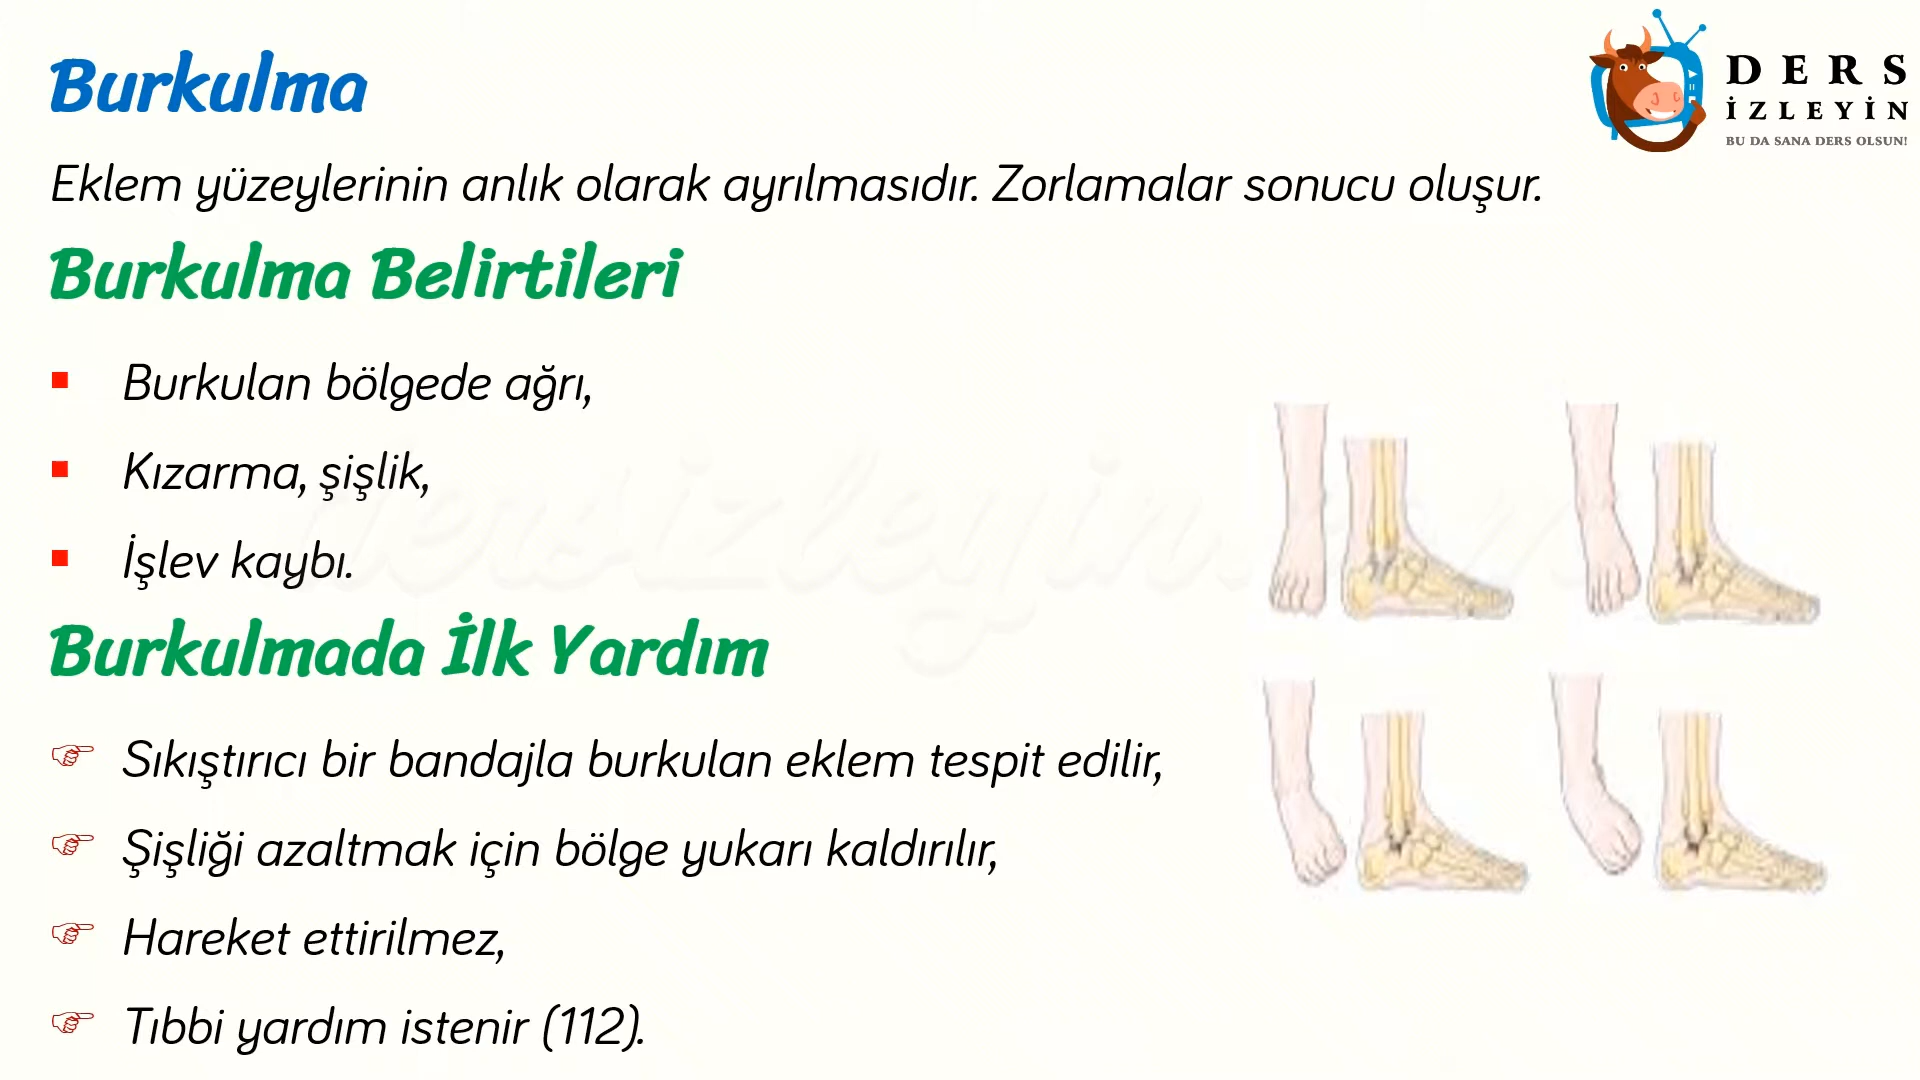 Burkulma
DERS
İZLEYİN
BU DA SANA DERS OLSUN!
Eklem yüzeylerinin anlık olarak ayrılmasıdır. Zorlamalar sonucu oluşur.
Burkulma Belirtileri
Burkulan bölgede ağrı,
Kızarma, şişlik,
İşlev kaybı.
dersizleyin.com
Burkulmada İlk Yardım
Sıkıştırıcı bir bandajla burkulan eklem tespit edilir,
Şişliği azaltmak için bölge yukarı kaldırılır,
Hareket ettirilmez,
Tıbbi yardım istenir (112).